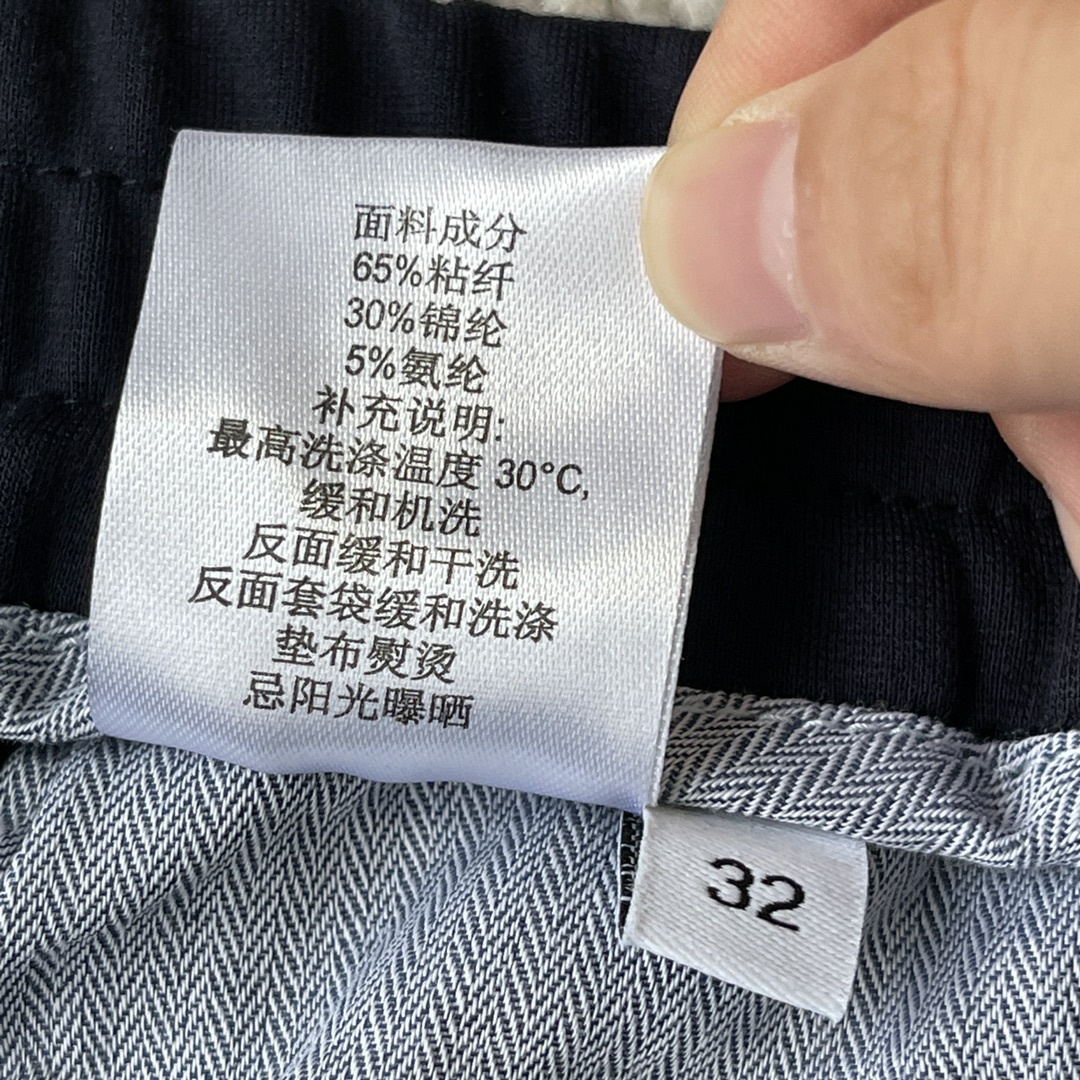 面料成分
65%粘纤
30%锦纶
5%氨纶
补充说明:
最高洗涤温度 30°C,
缓和机洗
反面缓和干洗
反面套袋缓和洗涤
垫布熨烫
忌阳光曝晒
32